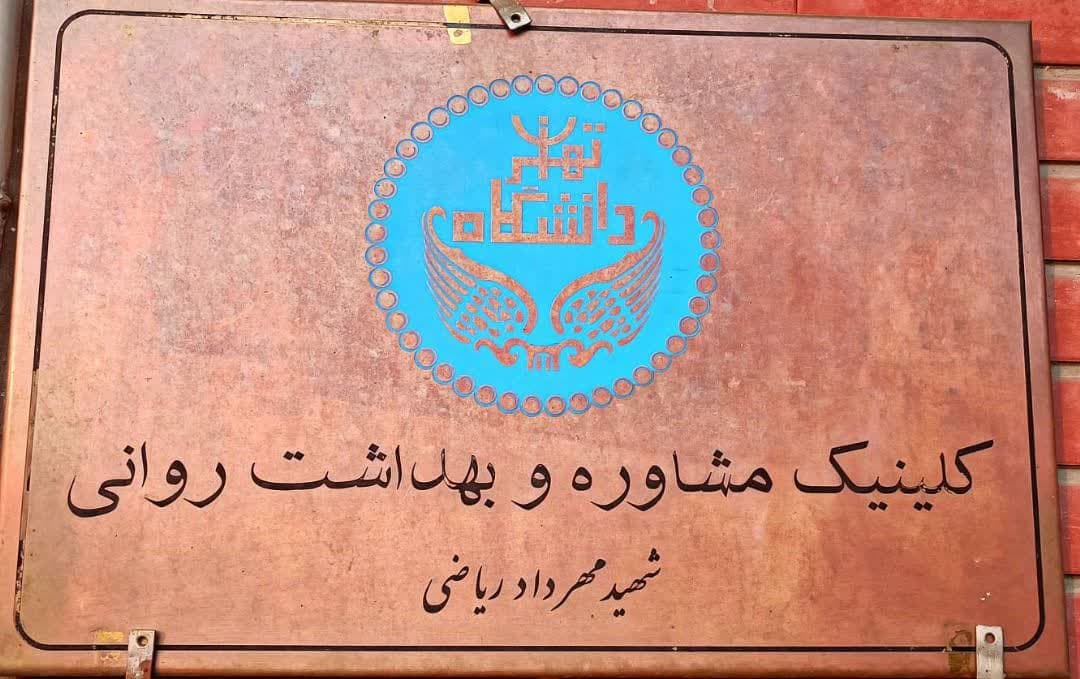 تهران
دانشگاه
کلینیک مشاوره و بهداشت روانی
شهید مهرداد ریاضی